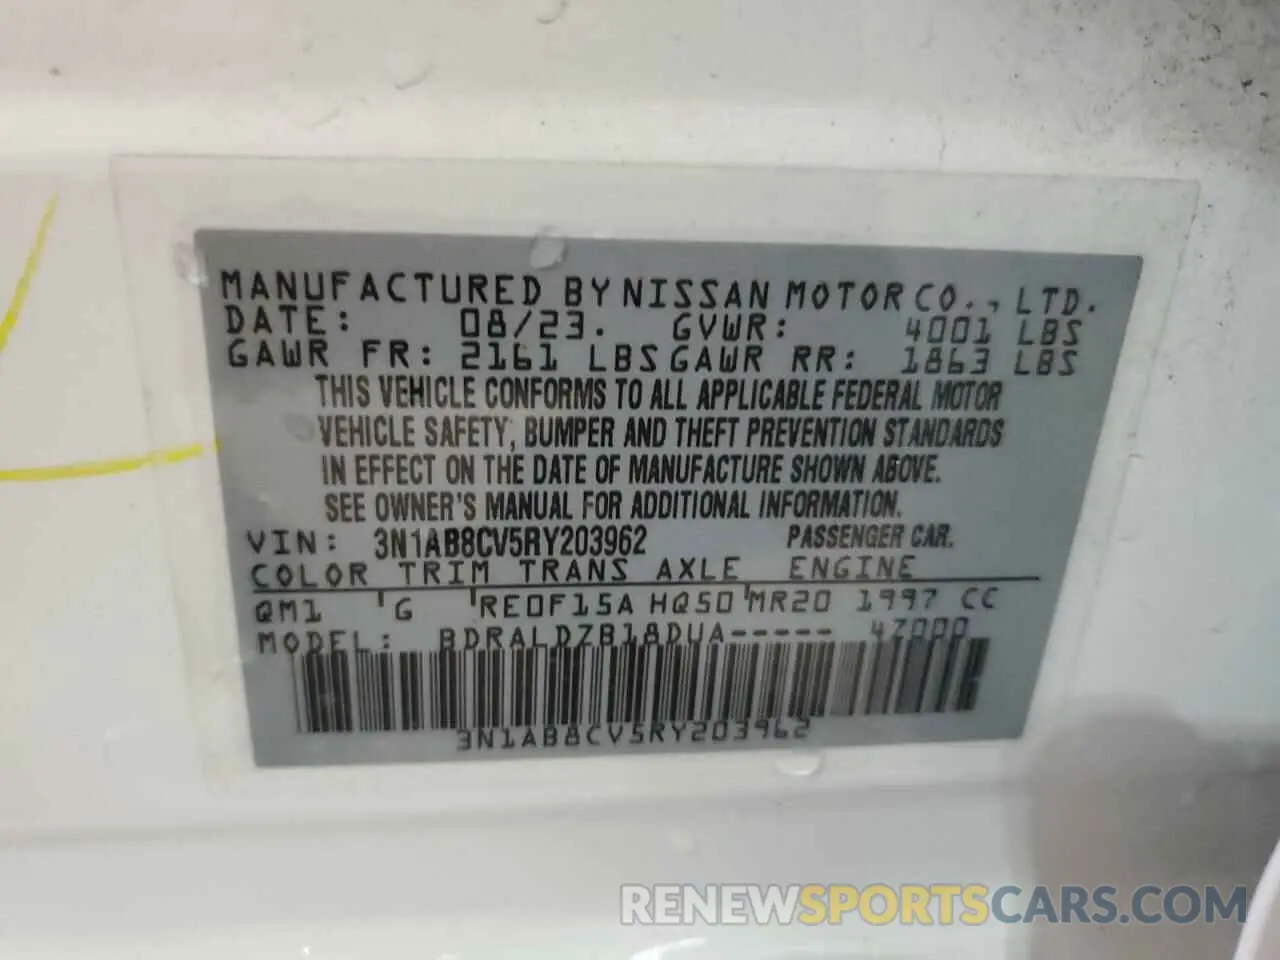 MANUFACTURED BY NISSAN MOTOR CO., LTD.
DATE: 08/23. GVWR: 4001 LBS
GAWR FR: 2161 LBS GAWR RR: 1863 LBS
THIS VEHICLE CONFORMS TO ALL APPLICABLE FEDERAL MOTOR
VEHICLE SAFETY, BUMPER AND THEFT PREVENTION STANDARDS
IN EFFECT ON THE DATE OF MANUFACTURE SHOWN ABOVE.
SEE OWNER'S MANUAL FOR ADDITIONAL INFORMATION.
VIN: 3N1AB8CV5RY203962 PASSENGER CAR.
COLOR TRIM TRANS AXLE ENGINE
QM1 G RE0F15A HQ50 MR20 1997 CC
MODEL: BDRALDZB18DUA----- 47000
3N1AB8CV5RY203962
RENEWSPORTSCARS.COM